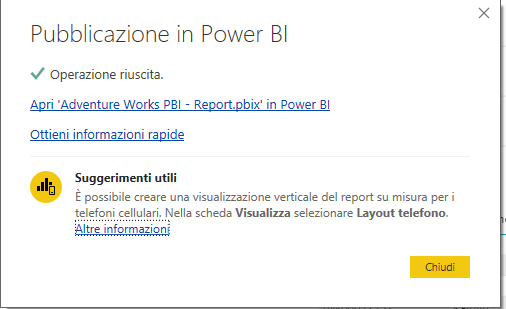 Pubblicazione in Power BI
Operazione riuscita.
Apri 'Adventure Works PBI - Report.pbix' in Power BI
Ottieni informazioni rapide
Suggerimenti utili
È possibile creare una visualizzazione verticale del report su misura per i
telefoni cellulari. Nella scheda Visualizza selezionare Layout telefono.
Altre informazioni
Chiudi